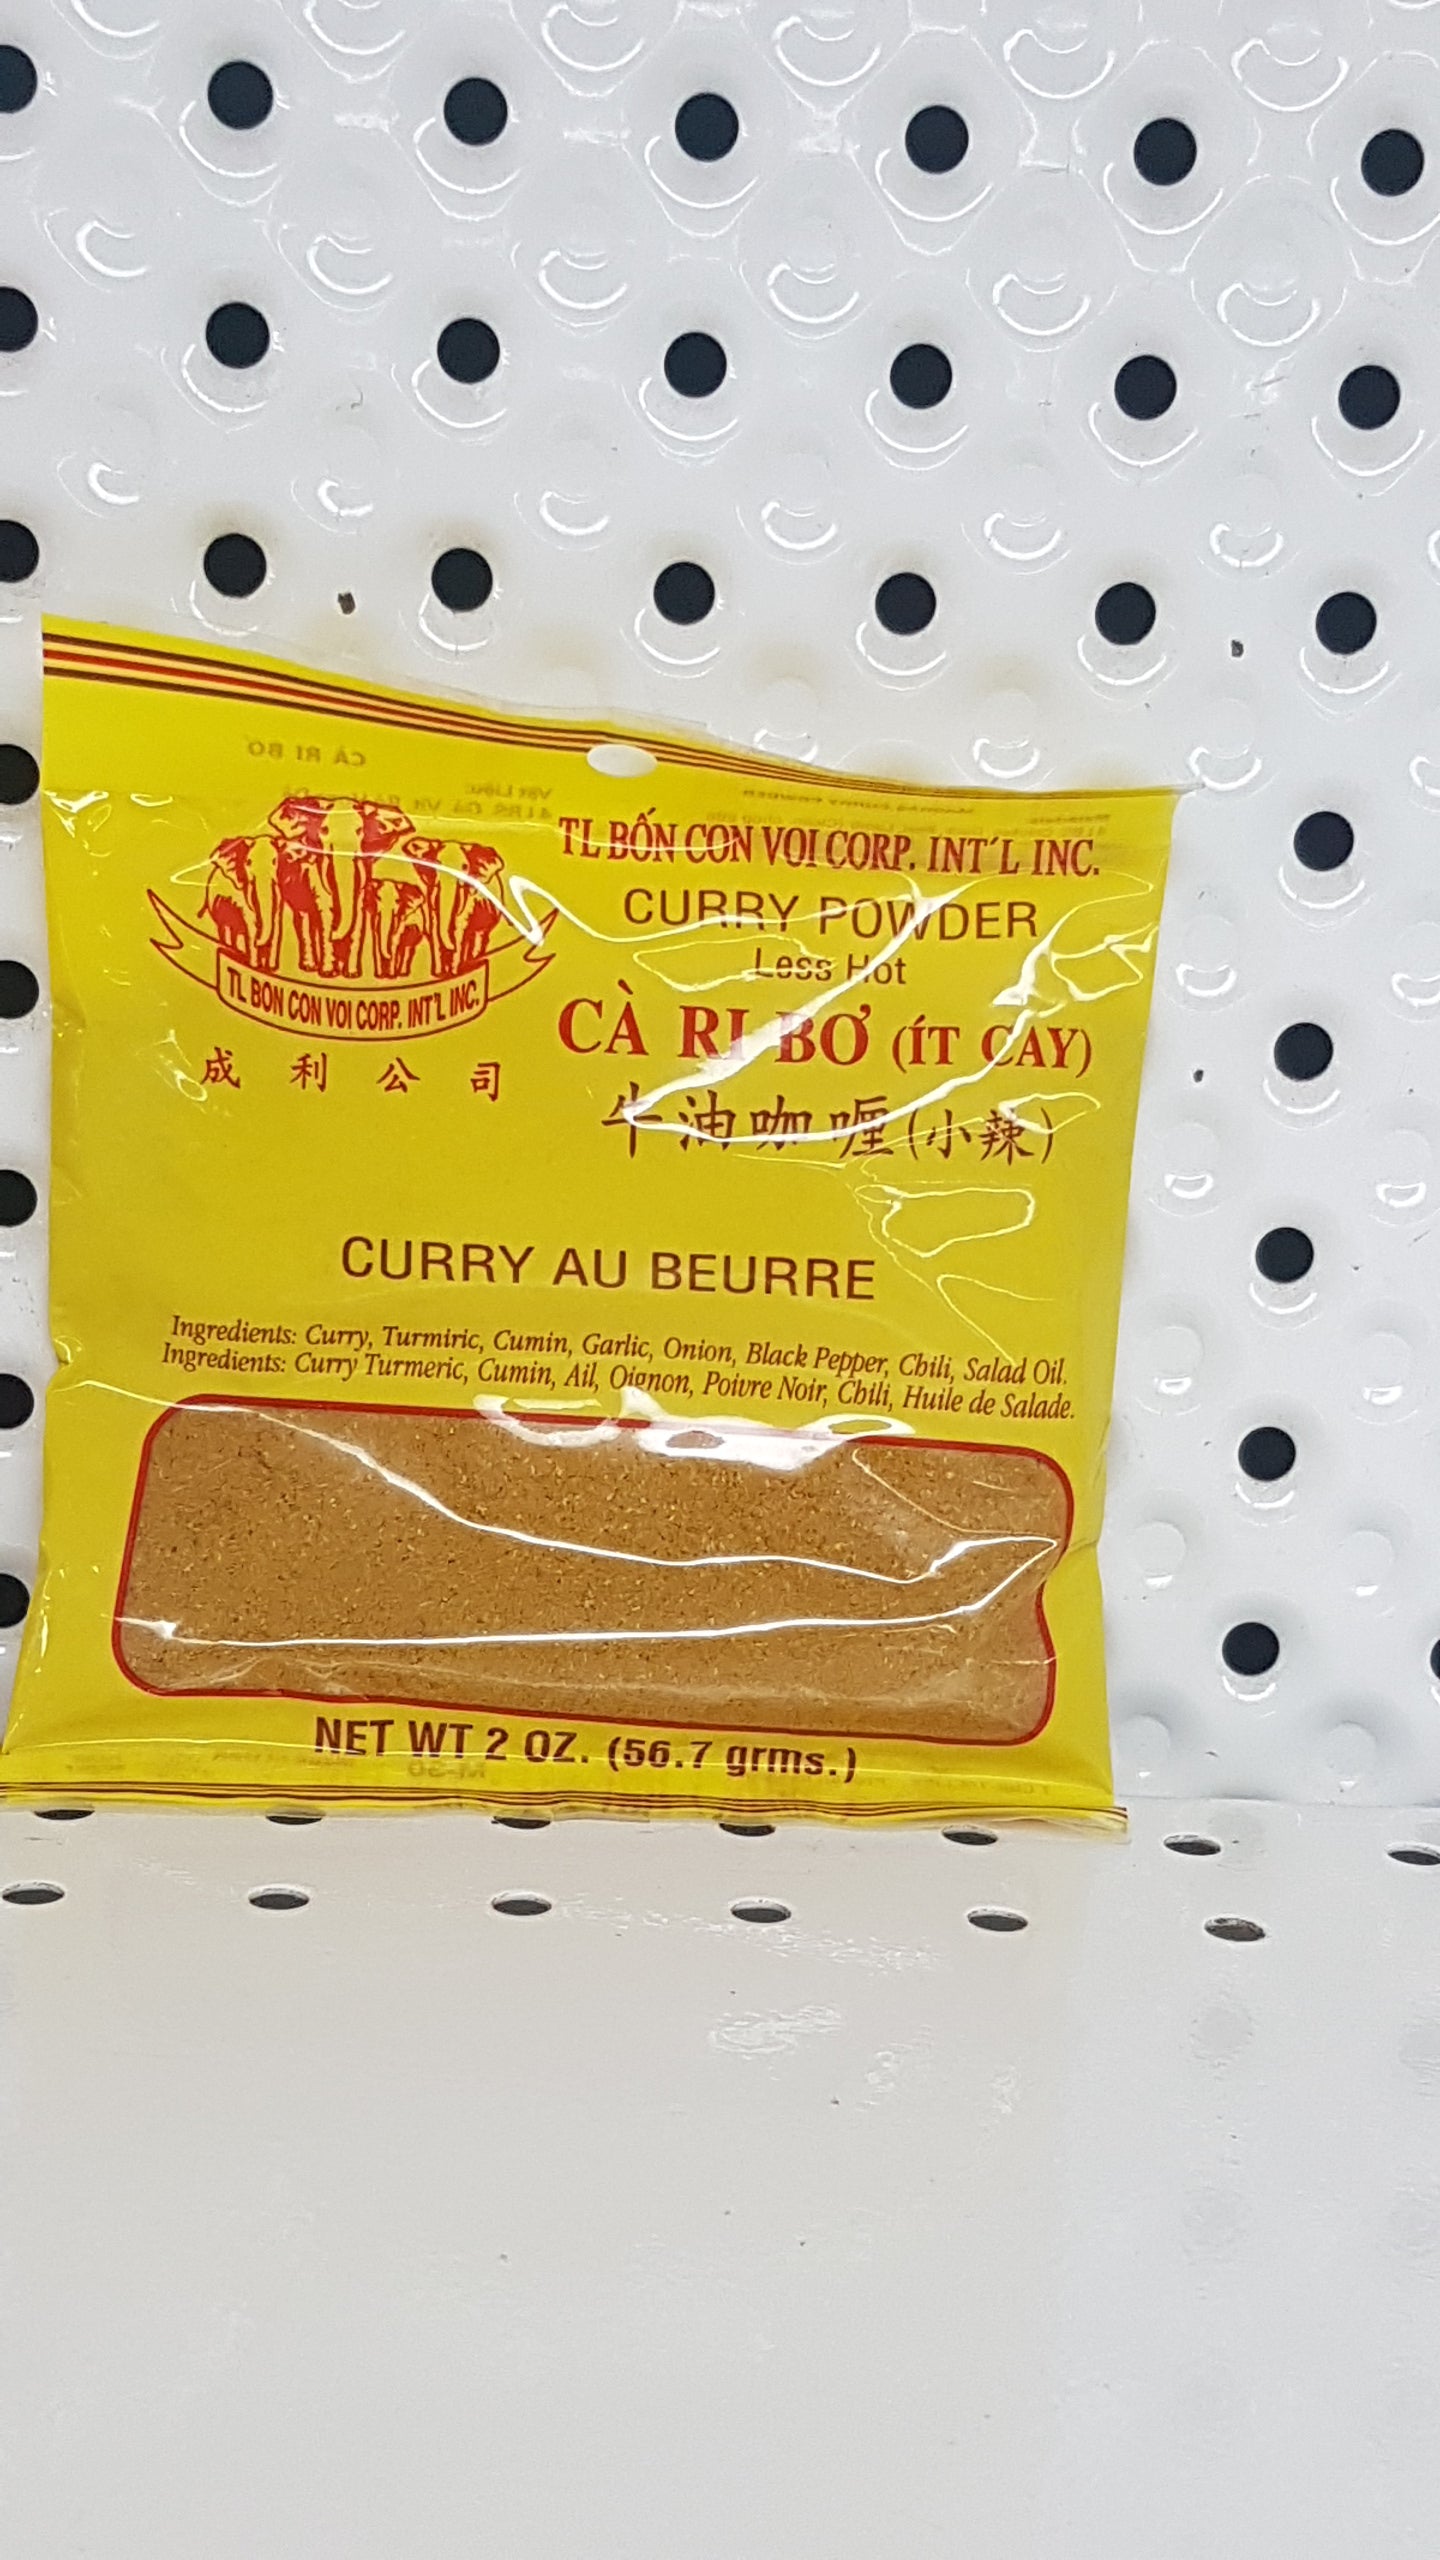 TL BỐN CON VOI CORP. INT'L INC.
CURRY POWDER
Less Hot
CÀ RI BƠ (ÍT CAY)
牛油咖喱(小辣)
TL BON CON VOI CORP. INT'L INC.
成利公司
CURRY AU BEURRE
Ingredients: Curry, Turmiric, Cumin, Garlic, Onion, Black Pepper, Chili, Salad Oil.
Ingredients: Curry Turmeric, Cumin, Ail, Oignon, Poivre Noir, Chili, Huile de Salade.
NET WT 2 OZ. (56.7 grms.)
CÀ RI BƠ